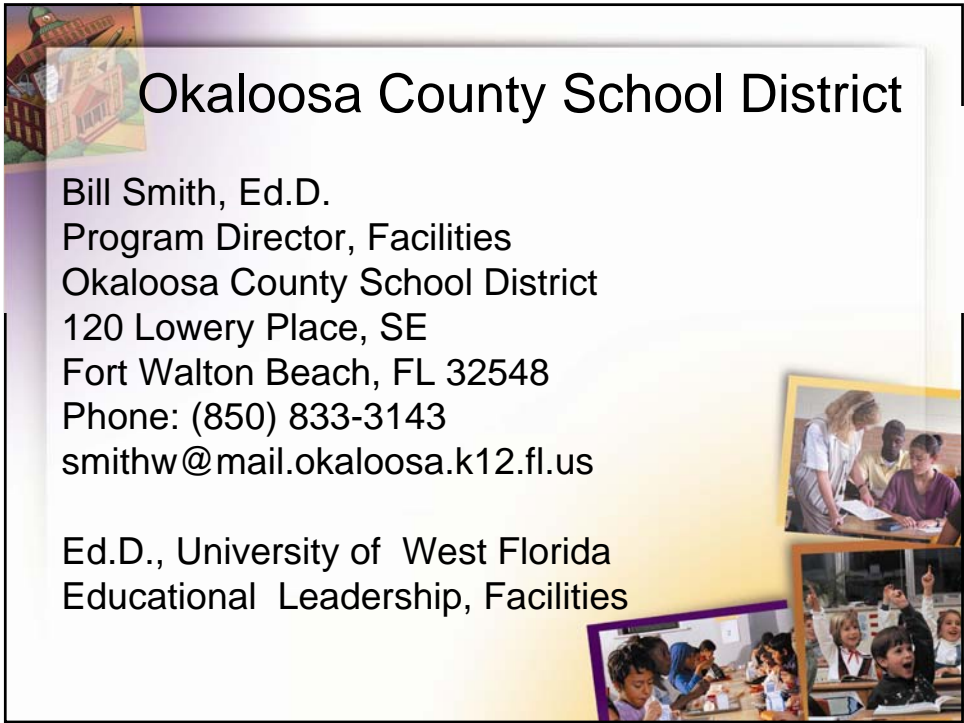 Okaloosa County School District
Bill Smith, Ed.D.
Program Director, Facilities
Okaloosa County School District
120 Lowery Place, SE
Fort Walton Beach, FL 32548
Phone: (850) 833-3143
smithw@mail.okaloosa.k12.fl.us
Ed.D., University of  West Florida
Educational  Leadership, Facilities